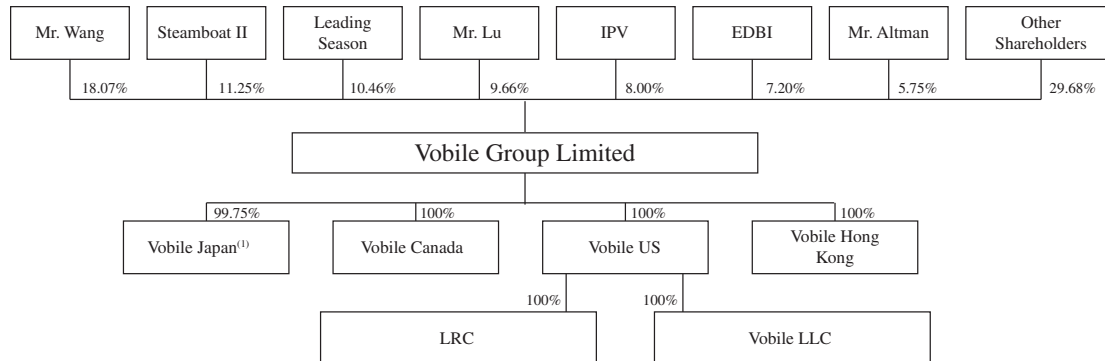 Mr. Wang
Steamboat II
Leading
Season
Mr. Lu
IPV
EDBI
Mr. Altman
Other
Shareholders
18.07%
11.25%
10.46%
9.66%
8.00%
7.20%
5.75%
29.68%
Vobile Group Limited
99.75%
100%
100%
100%
Vobile Japan(1)
Vobile Canada
Vobile US
Vobile Hong
Kong
100%
100%
LRC
Vobile LLC